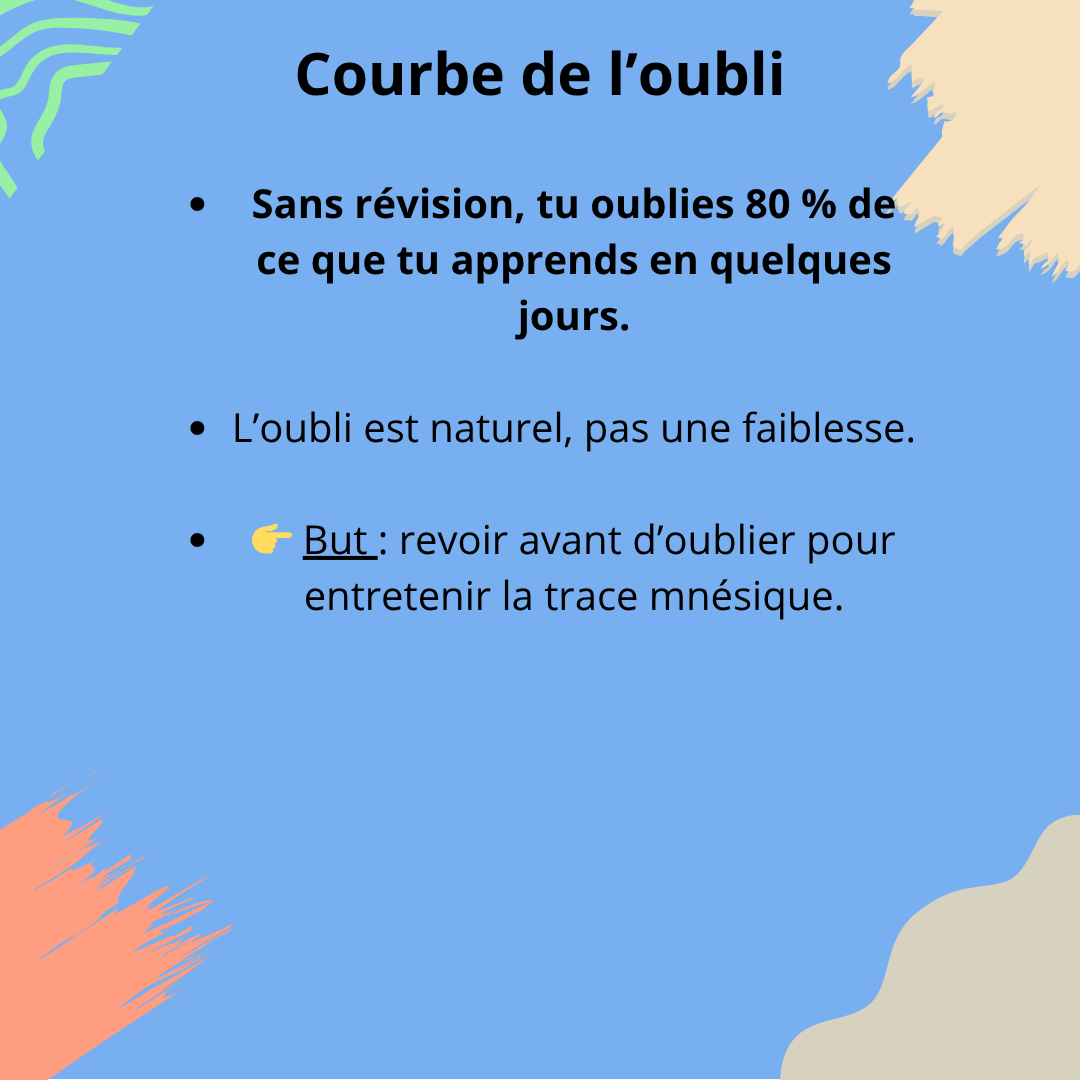 Courbe de l’oubli
• Sans révision, tu oublies 80 % de
ce que tu apprends en quelques
jours.
• L’oubli est naturel, pas une faiblesse.
• 👉 But : revoir avant d’oublier pour
entretenir la trace mnésique.